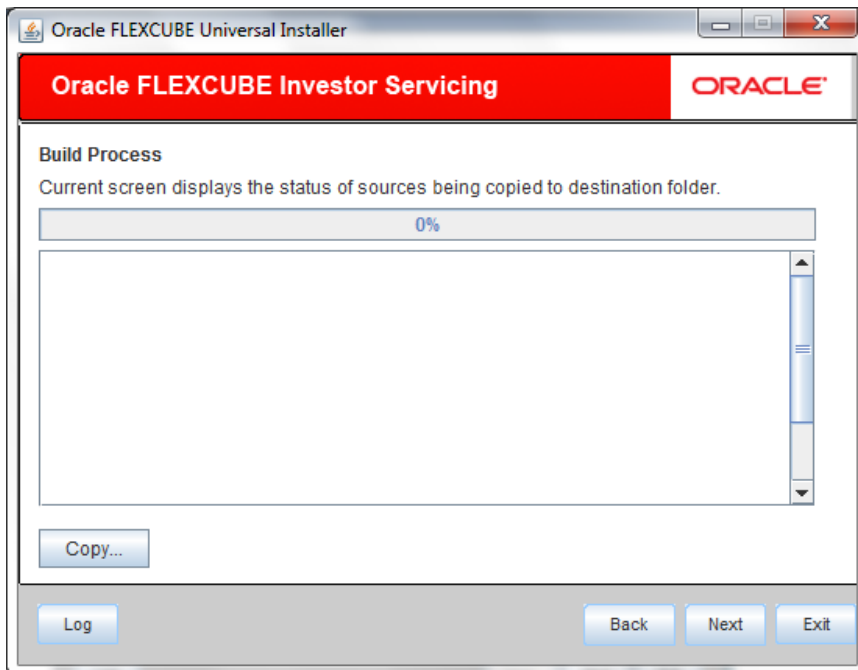 Oracle FLEXCUBE Universal Installer
Oracle FLEXCUBE Investor Servicing
ORACLE
Build Process
Current screen displays the status of sources being copied to destination folder.
0%
Copy...
Log Back Next Exit